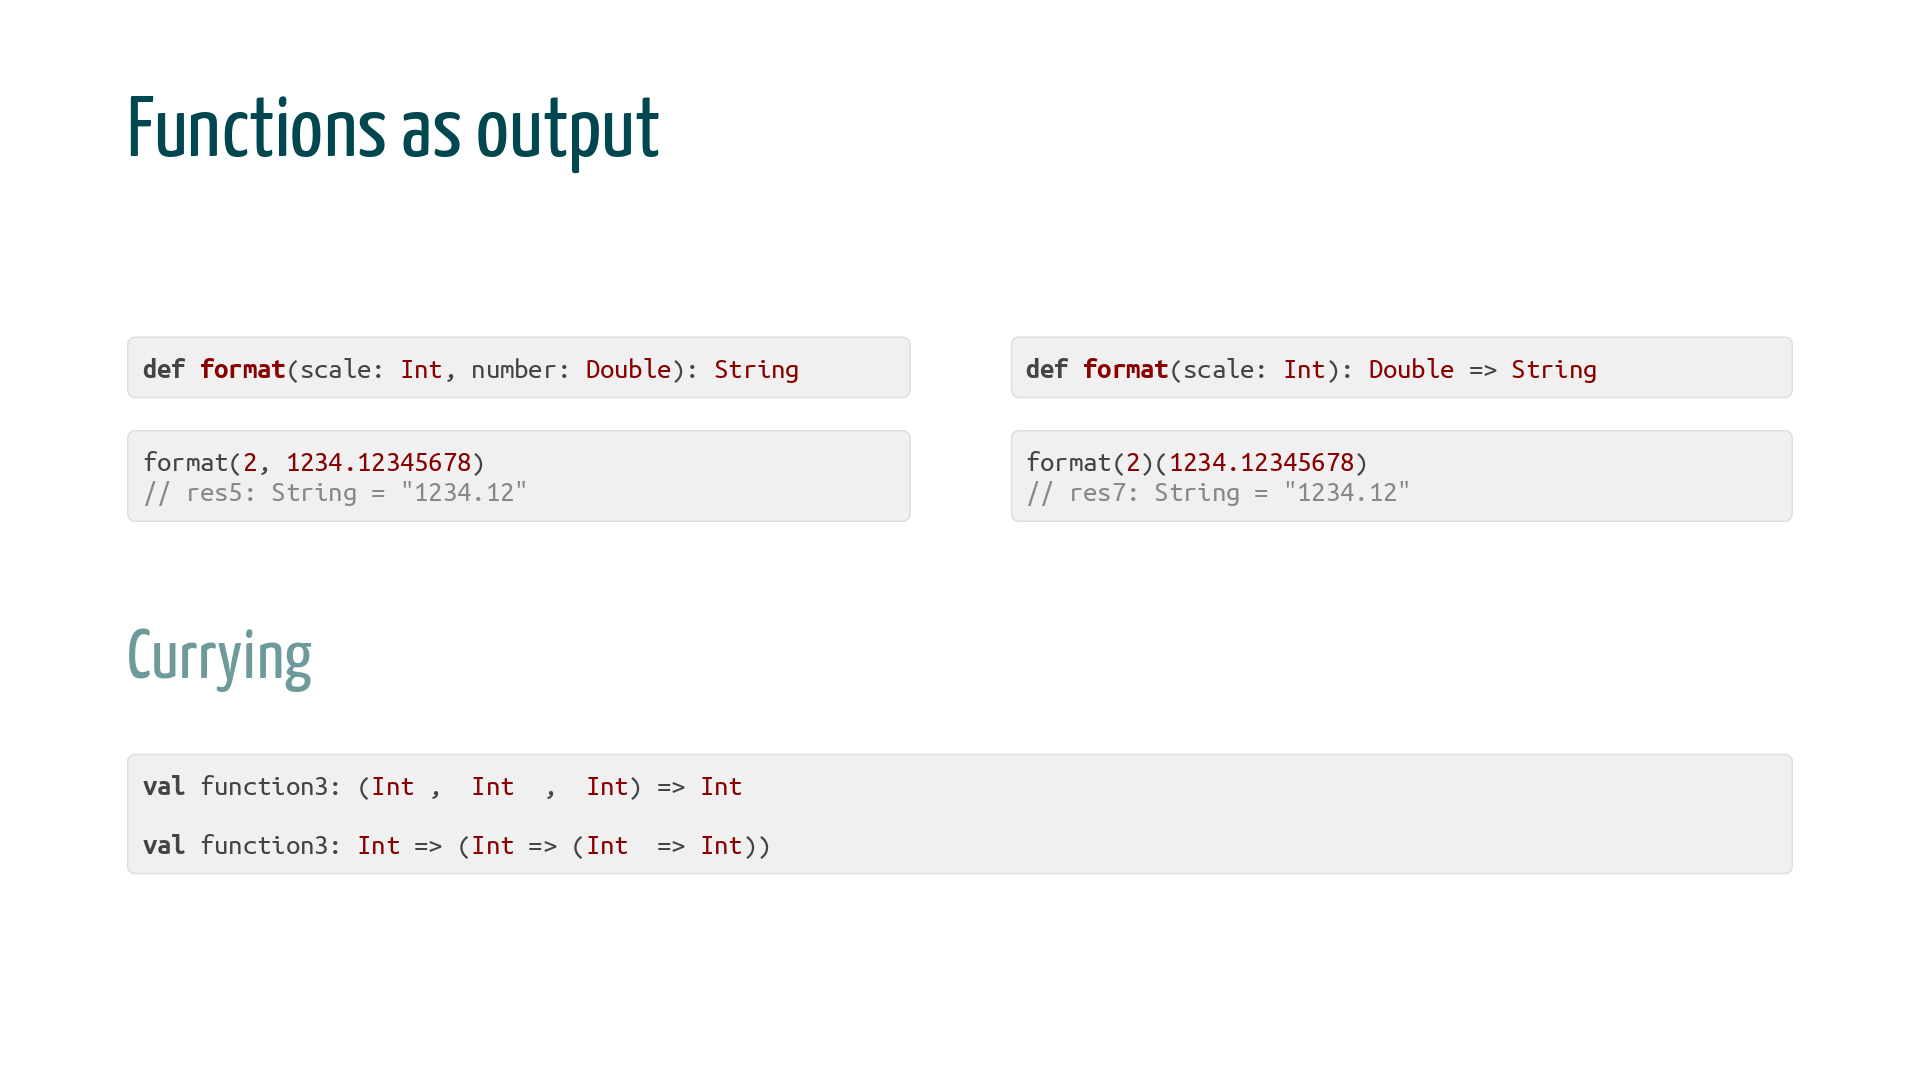 Functions as output
def format(scale: Int, number: Double): String
format(2, 1234.12345678)
// res5: String = "1234.12"
def format(scale: Int): Double => String
format(2)(1234.12345678)
// res7: String = "1234.12"
Currying
val function3: (Int ,  Int  ,  Int) => Int
val function3: Int => (Int => (Int  => Int))